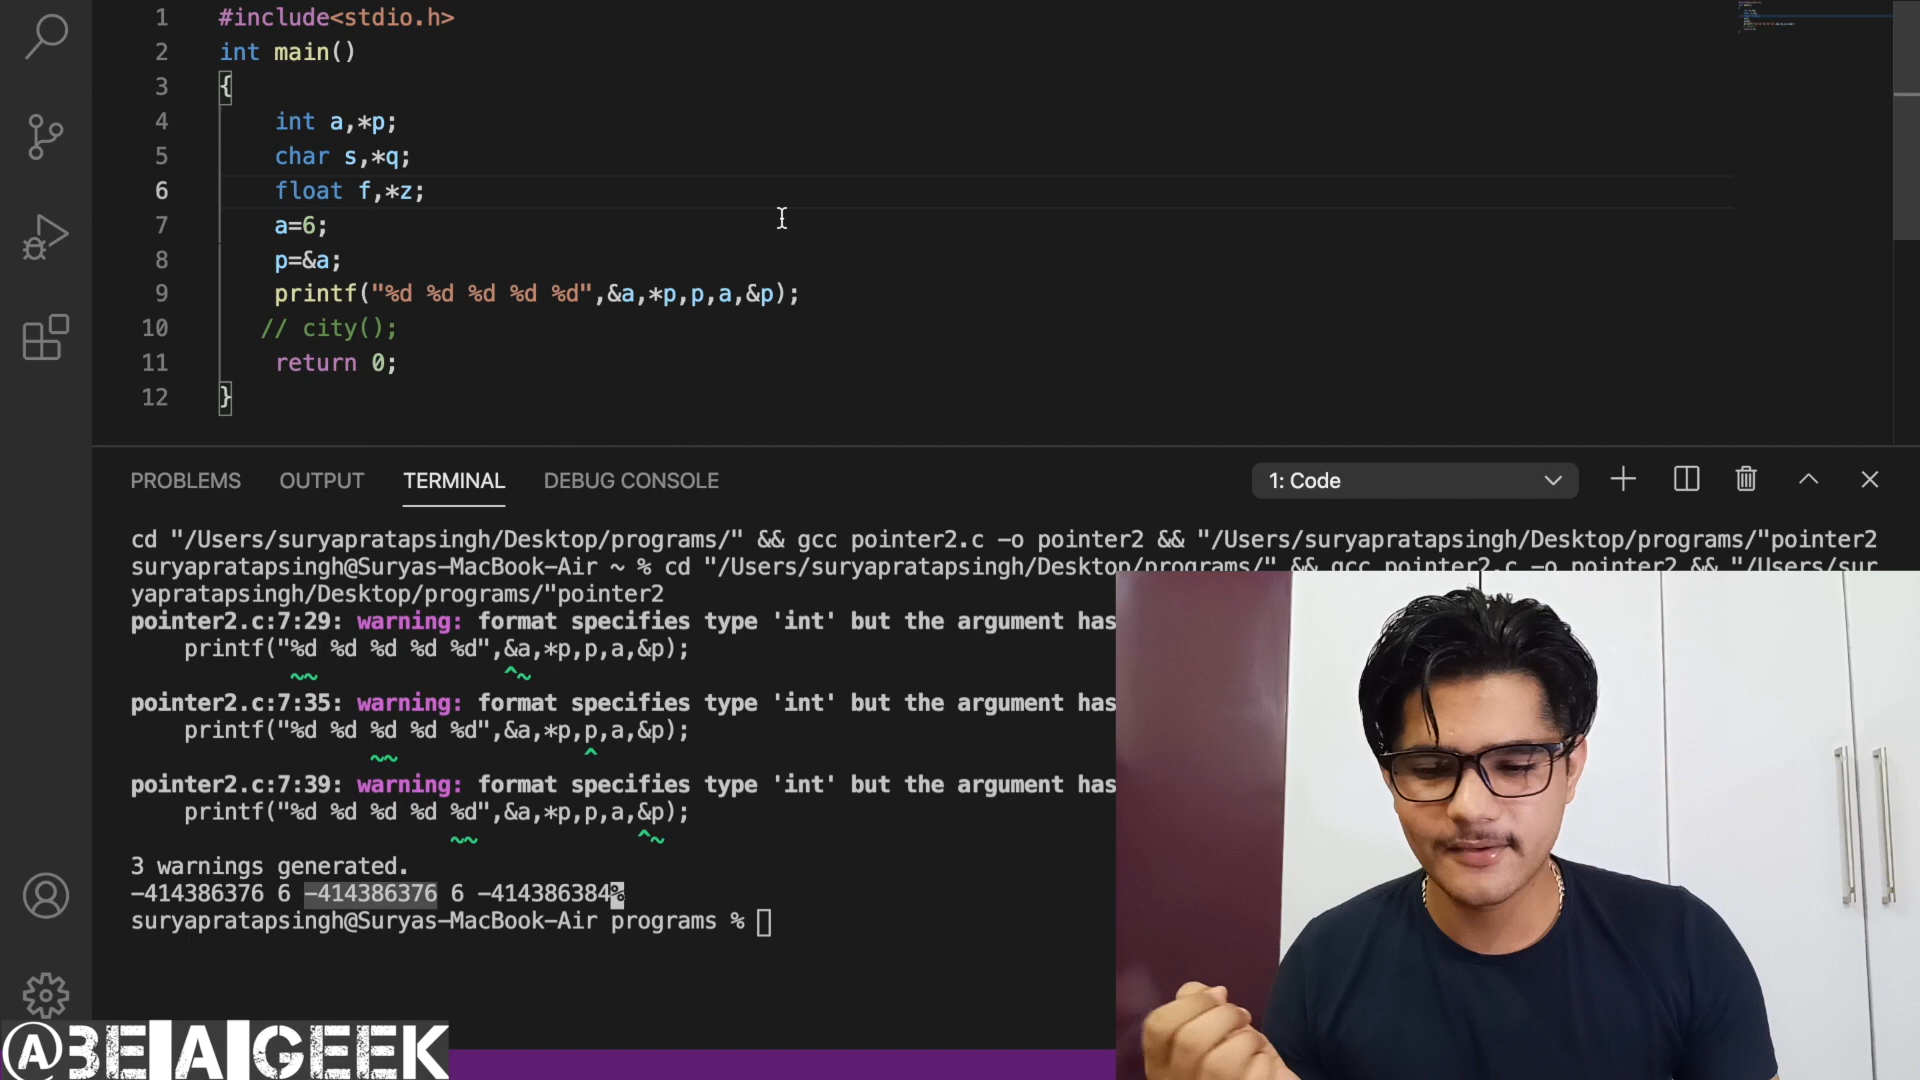 1 #include<stdio.h>
2 int main()
3 {
4 int a,*p;
5 char s,*q;
6 float f,*z;
7 a=6;
8 p=&a;
9 printf("%d %d %d %d %d",&a,*p,p,a,&p);
10 // city();
11 return 0;
12 }
PROBLEMS OUTPUT TERMINAL DEBUG CONSOLE 1: Code
cd "/Users/suryapratapsingh/Desktop/programs/" && gcc pointer2.c -o pointer2 && "/Users/suryapratapsingh/Desktop/programs/"pointer2
suryapratapsingh@Suryas-MacBook-Air ~ % cd "/Users/suryapratapsingh/Desktop/programs/" && gcc pointer2.c -o pointer2 && "/Users/sur
yapratapsingh/Desktop/programs/"pointer2
pointer2.c:7:29: warning: format specifies type 'int' but the argument has
printf("%d %d %d %d %d",&a,*p,p,a,&p);
~~ ^~
pointer2.c:7:35: warning: format specifies type 'int' but the argument has
printf("%d %d %d %d %d",&a,*p,p,a,&p);
~~ ^
pointer2.c:7:39: warning: format specifies type 'int' but the argument has
printf("%d %d %d %d %d",&a,*p,p,a,&p);
~~ ^~
3 warnings generated.
-414386376 6 -414386376 6 -414386384%
suryapratapsingh@Suryas-MacBook-Air programs %
@BE A GEEK